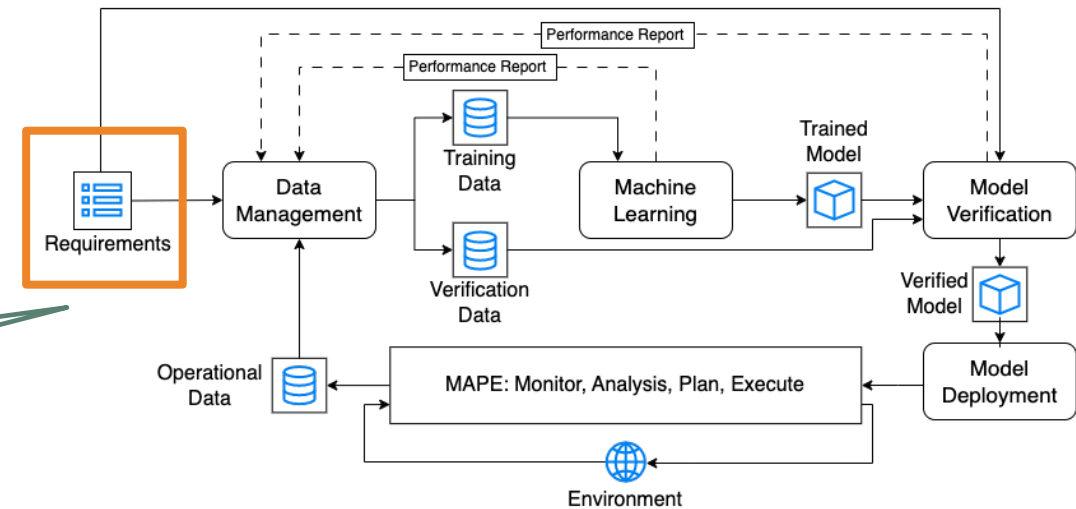 Performance Report
Performance Report
Requirements
Data
Management
Training
Data
Verification
Data
Machine
Learning
Trained
Model
Model
Verification
Verified
Model
Model
Deployment
MAPE: Monitor, Analysis, Plan, Execute
Operational
Data
Environment